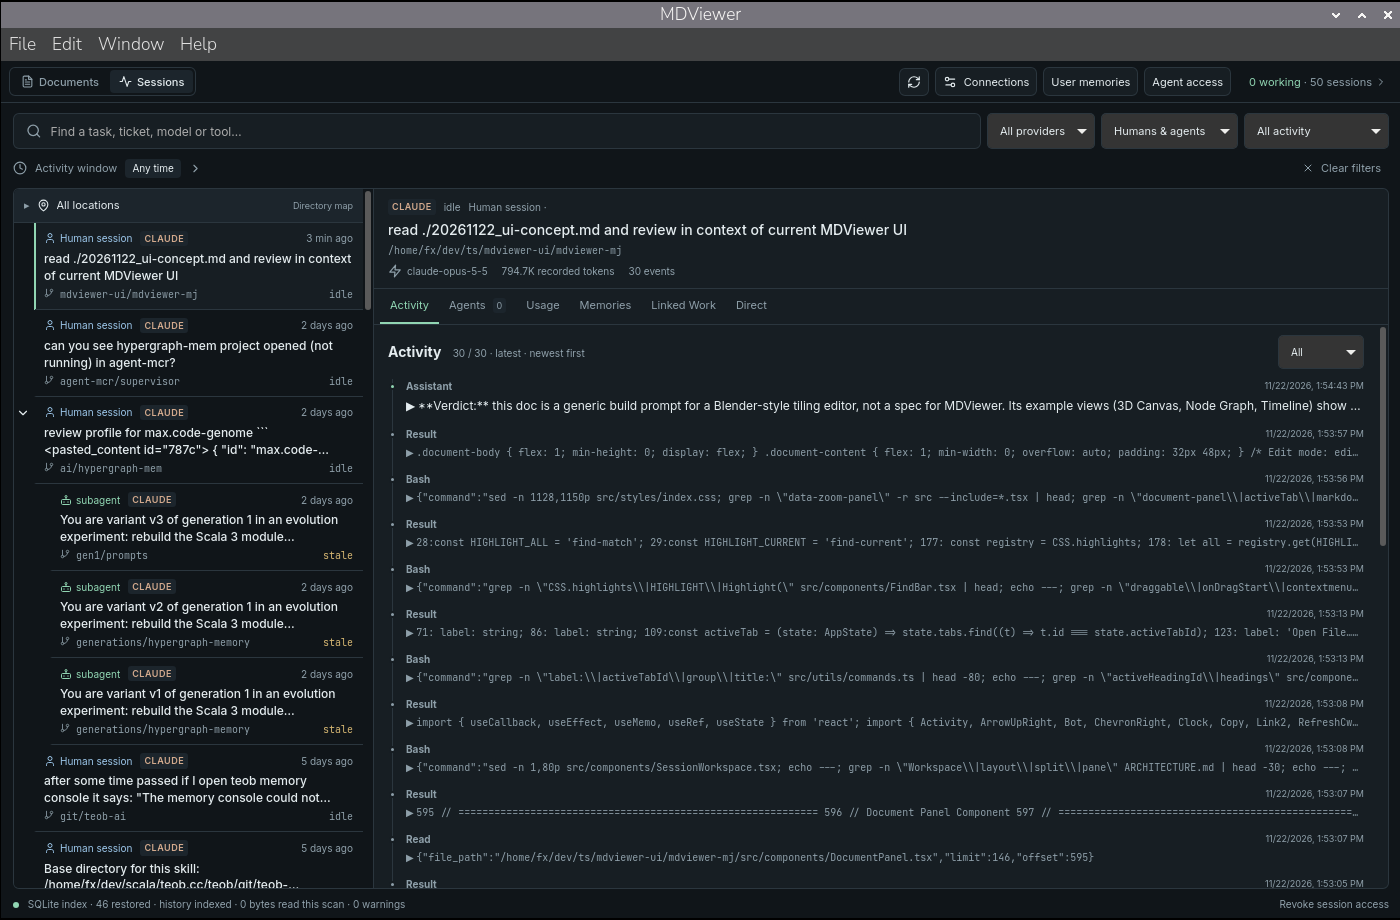 MDViewer
File Edit Window Help
Documents Sessions Connections User memories Agent access 0 working · 50 sessions
Find a task, ticket, model or tool... All providers Humans & agents All activity
Activity window Any time Clear filters
All locations Directory map
Human session CLAUDE 3 min ago
read ./20261122_ui-concept.md and review in context
of current MDViewer UI
mdviewer-ui/mdviewer-mj idle
Human session CLAUDE 2 days ago
can you see hypergraph-mem project opened (not
running) in agent-mcr?
agent-mcr/supervisor idle
Human session CLAUDE 2 days ago
review profile for max.code-genome ```
<pasted_content id="787c"> { "id": "max.code-...
ai/hypergraph-mem idle
subagent CLAUDE 2 days ago
You are variant v3 of generation 1 in an evolution
experiment: rebuild the Scala 3 module...
gen1/prompts stale
subagent CLAUDE 2 days ago
You are variant v2 of generation 1 in an evolution
experiment: rebuild the Scala 3 module...
generations/hypergraph-memory stale
subagent CLAUDE 2 days ago
You are variant v1 of generation 1 in an evolution
experiment: rebuild the Scala 3 module...
generations/hypergraph-memory stale
Human session CLAUDE 5 days ago
after some time passed if I open teob memory
console it says: "The memory console could not...
git/teob-ai idle
Human session CLAUDE 5 days ago
Base directory for this skill:
/home/fx/dev/scala/teob.cc/teob/git/teob-...
CLAUDE idle Human session ·
read ./20261122_ui-concept.md and review in context of current MDViewer UI
/home/fx/dev/ts/mdviewer-ui/mdviewer-mj
claude-opus-5-5 794.7K recorded tokens 30 events
Activity Agents 0 Usage Memories Linked Work Direct
Activity 30 / 30 · latest · newest first All
Assistant 11/22/2026, 1:54:43 PM
▶ **Verdict:** this doc is a generic build prompt for a Blender-style tiling editor, not a spec for MDViewer. Its example views (3D Canvas, Node Graph, Timeline) show ...
Result 11/22/2026, 1:53:57 PM
▶ .document-body { flex: 1; min-height: 0; display: flex; } .document-content { flex: 1; min-width: 0; overflow: auto; padding: 32px 48px; } /* Edit mode: edi…
Bash 11/22/2026, 1:53:56 PM
▶ {"command":"sed -n 1128,1150p src/styles/index.css; grep -n \"data-zoom-panel\" -r src --include=*.tsx | head; grep -n \"document-panel\\|activeTab\\|markdo…
Result 11/22/2026, 1:53:53 PM
▶ 28:const HIGHLIGHT_ALL = 'find-match'; 29:const HIGHLIGHT_CURRENT = 'find-current'; 177: const registry = CSS.highlights; 178: let all = registry.get(HIGHLI…
Bash 11/22/2026, 1:53:53 PM
▶ {"command":"grep -n \"CSS.highlights\\|HIGHLIGHT\\|Highlight(\" src/components/FindBar.tsx | head; echo ---; grep -n \"draggable\\|onDragStart\\|contextmenu…
Result 11/22/2026, 1:53:13 PM
▶ 71: label: string; 86: label: string; 109:const activeTab = (state: AppState) => state.tabs.find((t) => t.id === state.activeTabId); 123: label: 'Open File……
Bash 11/22/2026, 1:53:13 PM
▶ {"command":"grep -n \"label:\\|activeTabId\\|group\\|title:\" src/utils/commands.ts | head -80; echo ---; grep -n \"activeHeadingId\\|headings\" src/compone…
Result 11/22/2026, 1:53:08 PM
▶ import { useCallback, useEffect, useMemo, useRef, useState } from 'react'; import { Activity, ArrowUpRight, Bot, ChevronRight, Clock, Copy, Link2, RefreshCw…
Bash 11/22/2026, 1:53:08 PM
▶ {"command":"sed -n 1,80p src/components/SessionWorkspace.tsx; echo ---; grep -n \"Workspace\\|layout\\|split\\|pane\" ARCHITECTURE.md | head -30; echo ---; …
Result 11/22/2026, 1:53:07 PM
▶ 595 // ============================================================ 596 // Document Panel Component 597 // =================================================…
Read 11/22/2026, 1:53:07 PM
▶ {"file_path":"/home/fx/dev/ts/mdviewer-ui/mdviewer-mj/src/components/DocumentPanel.tsx","limit":146,"offset":595}
Result 11/22/2026, 1:53:05 PM
SQLite index · 46 restored · history indexed · 0 bytes read this scan · 0 warnings Revoke session access